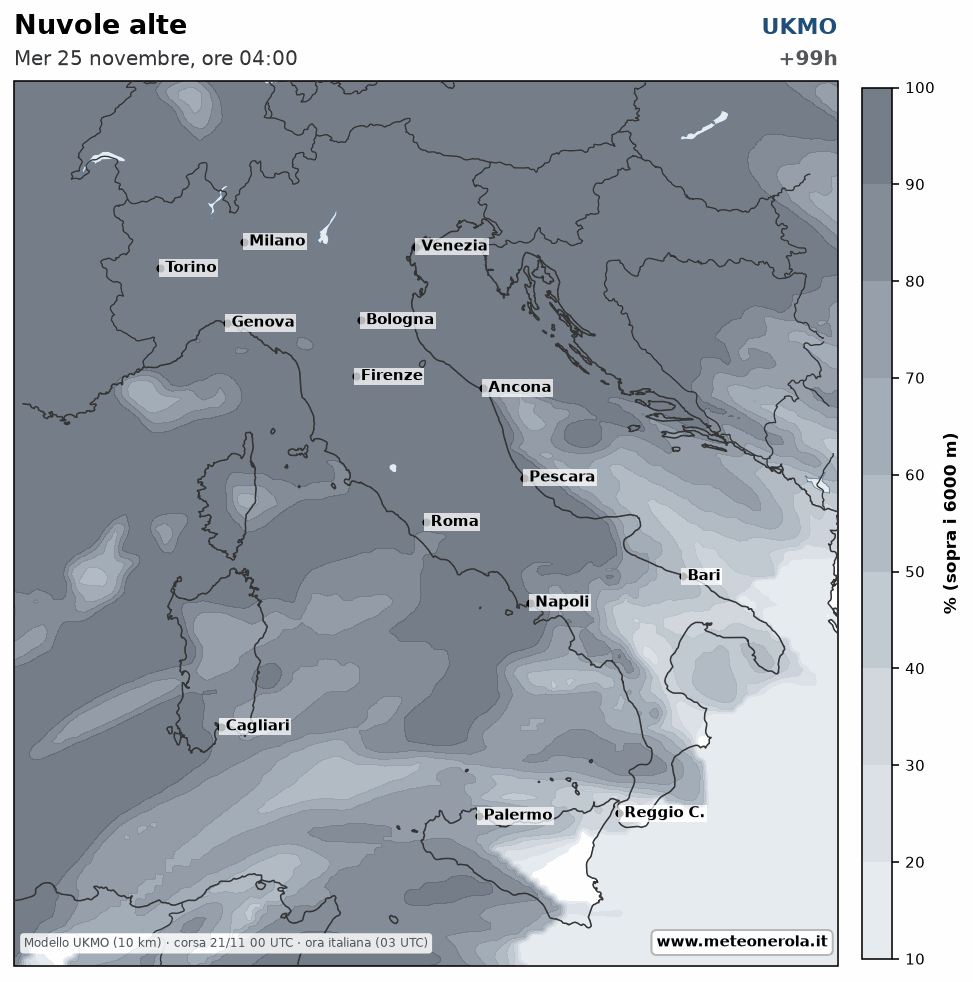 Nuvole alte
UKMO
Mer 25 novembre, ore 04:00
+99h
Milano
Venezia
Torino
Bologna
Genova
Firenze
Ancona
Pescara
Roma
Bari
Napoli
Cagliari
Palermo
Reggio C.
Modello UKMO (10 km) · corsa 21/11 00 UTC · ora italiana (03 UTC)
www.meteonerola.it
100
90
80
70
60
50
40
30
20
10
% (sopra i 6000 m)